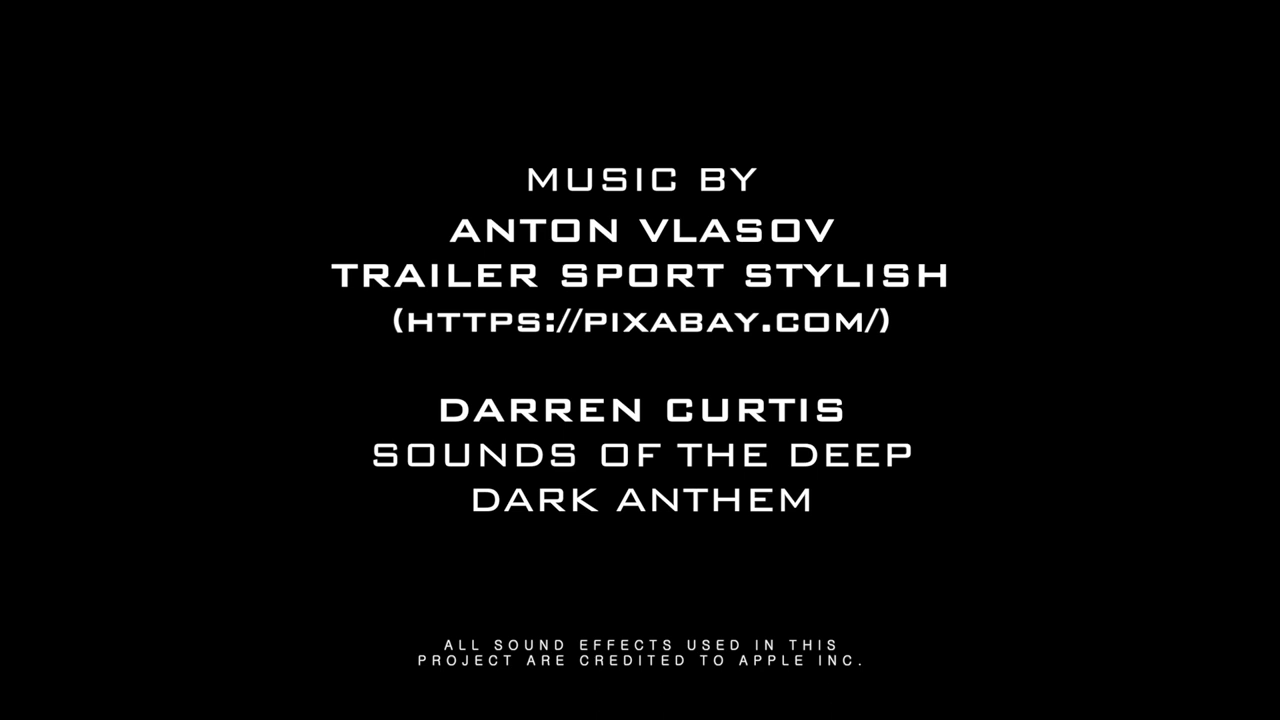 MUSIC BY
ANTON VLASOV
TRAILER SPORT STYLISH
(HTTPS://PIXABAY.COM/)
DARREN CURTIS
SOUNDS OF THE DEEP
DARK ANTHEM
ALL SOUND EFFECTS USED IN THIS
PROJECT ARE CREDITED TO APPLE INC.